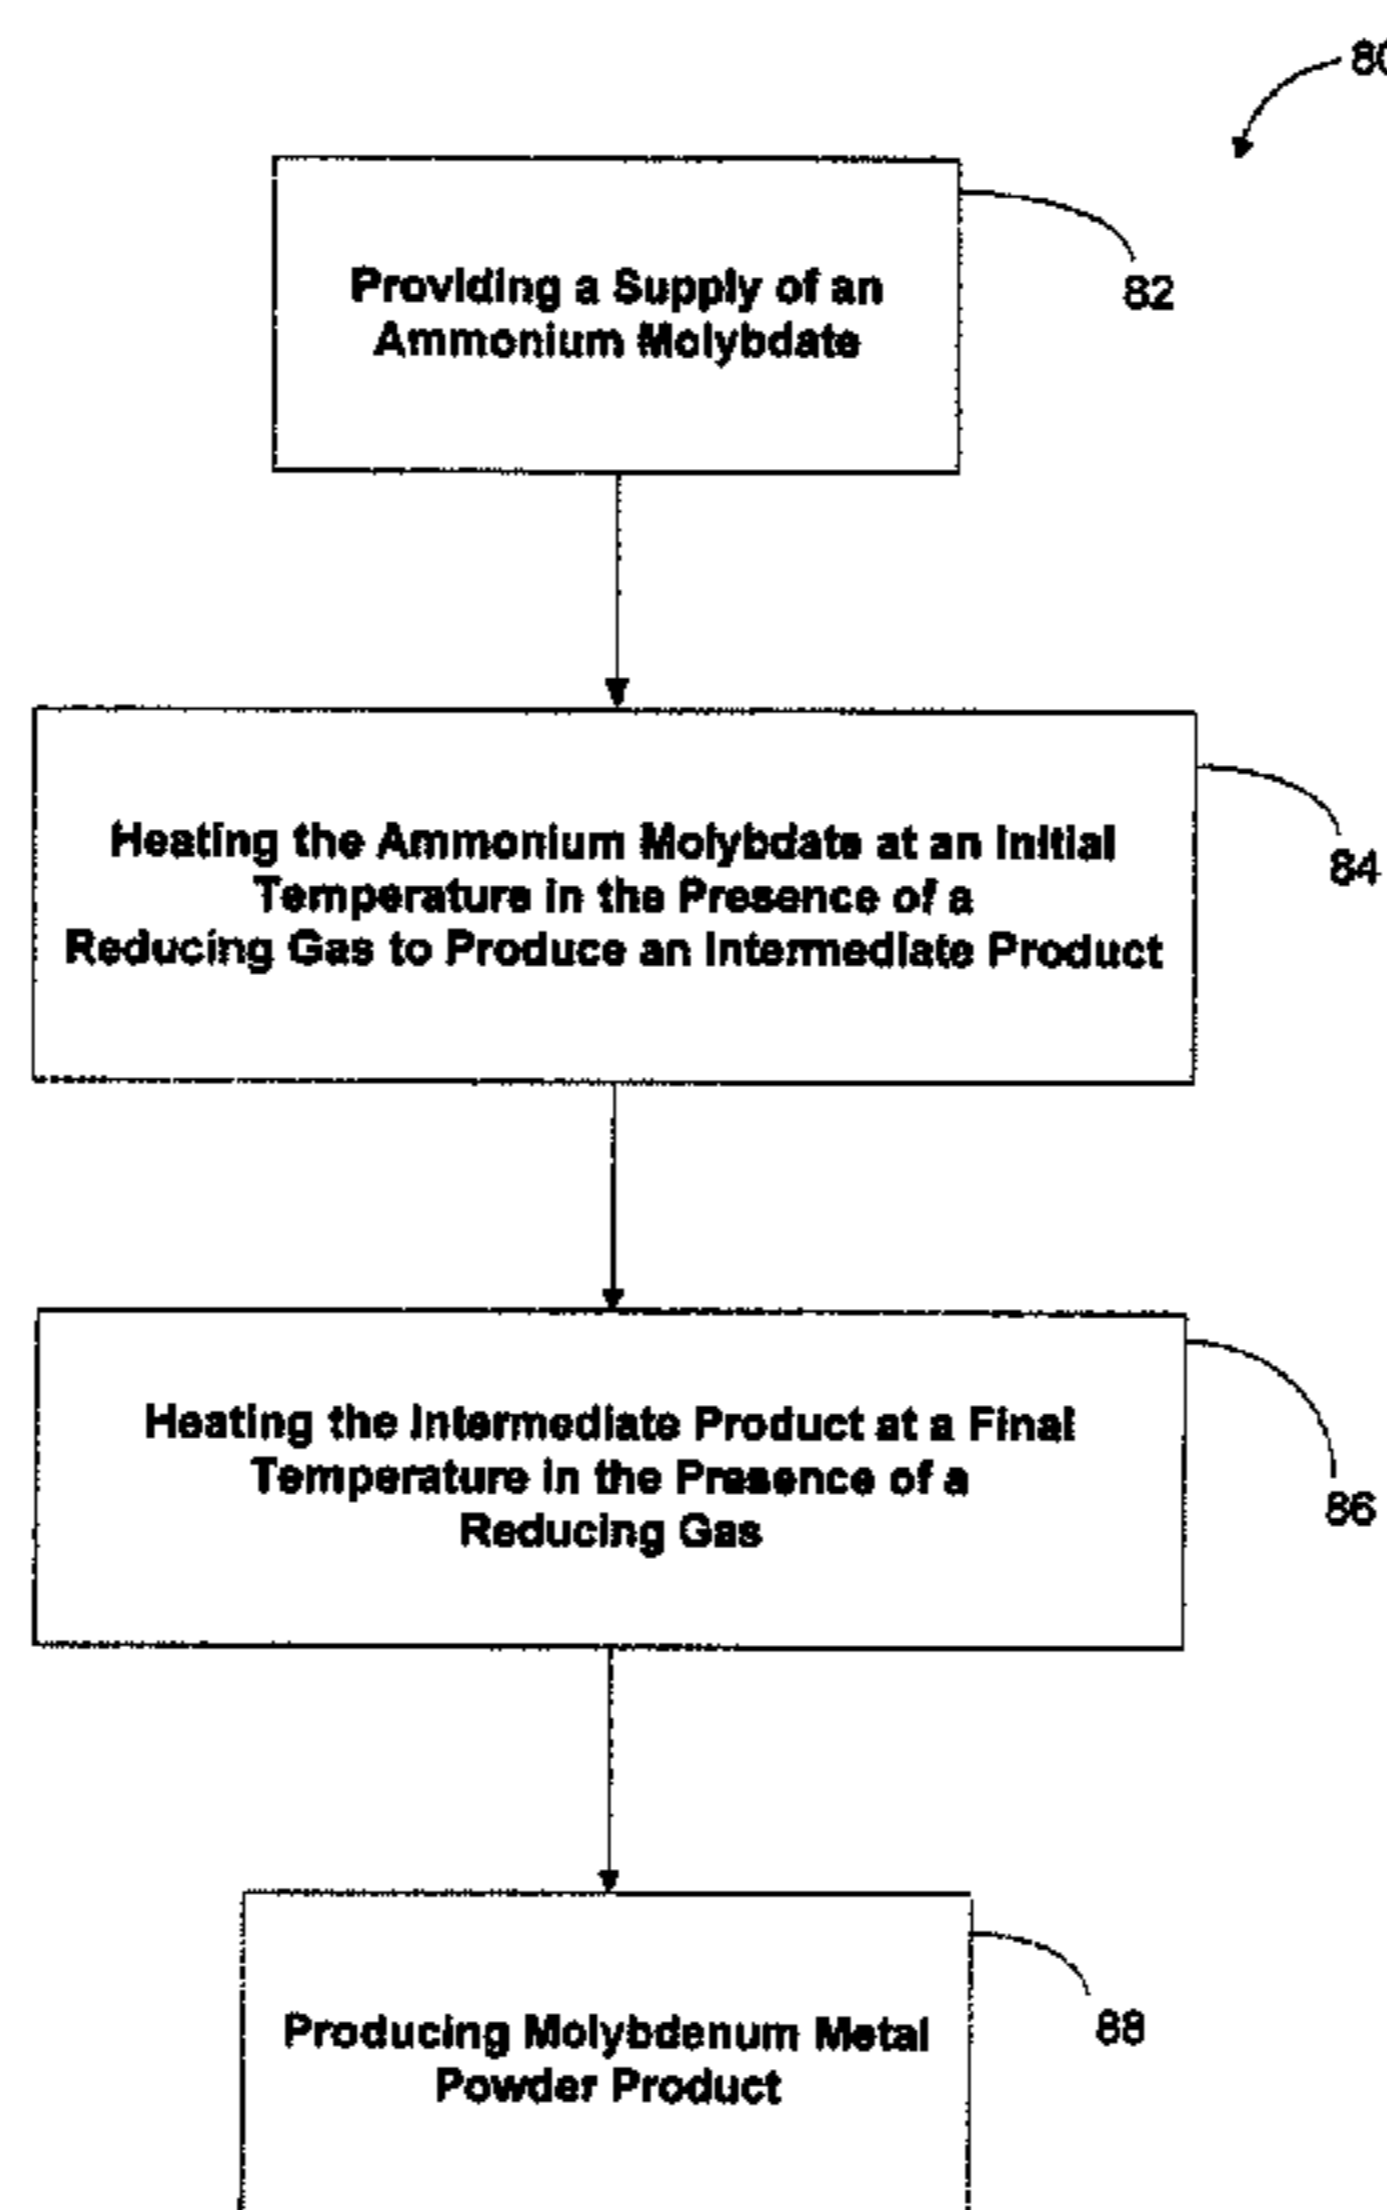 80
Providing a Supply of an
Ammonium Molybdate
82
Heating the Ammonium Molybdate at an Initial
Temperature in the Presence of a
Reducing Gas to Produce an Intermediate Product
84
Heating the Intermediate Product at a Final
Temperature in the Presence of a
Reducing Gas
86
Producing Molybdenum Metal
Powder Product
88